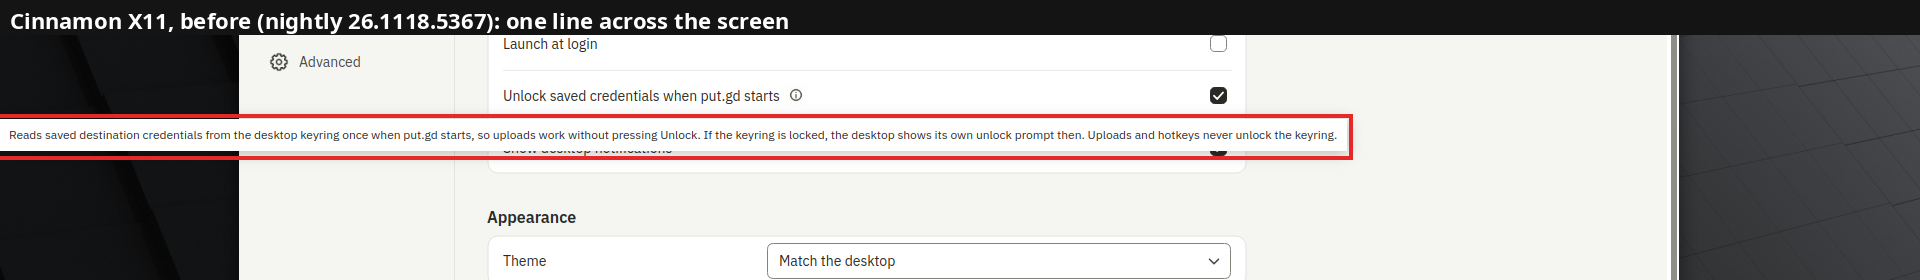 Cinnamon X11, before (nightly 26.1118.5367): one line across the screen
Launch at login
Advanced
Unlock saved credentials when put.gd starts
Reads saved destination credentials from the desktop keyring once when put.gd starts, so uploads work without pressing Unlock. If the keyring is locked, the desktop shows its own unlock prompt then. Uploads and hotkeys never unlock the keyring.
Show desktop notifications
Appearance
Theme
Match the desktop